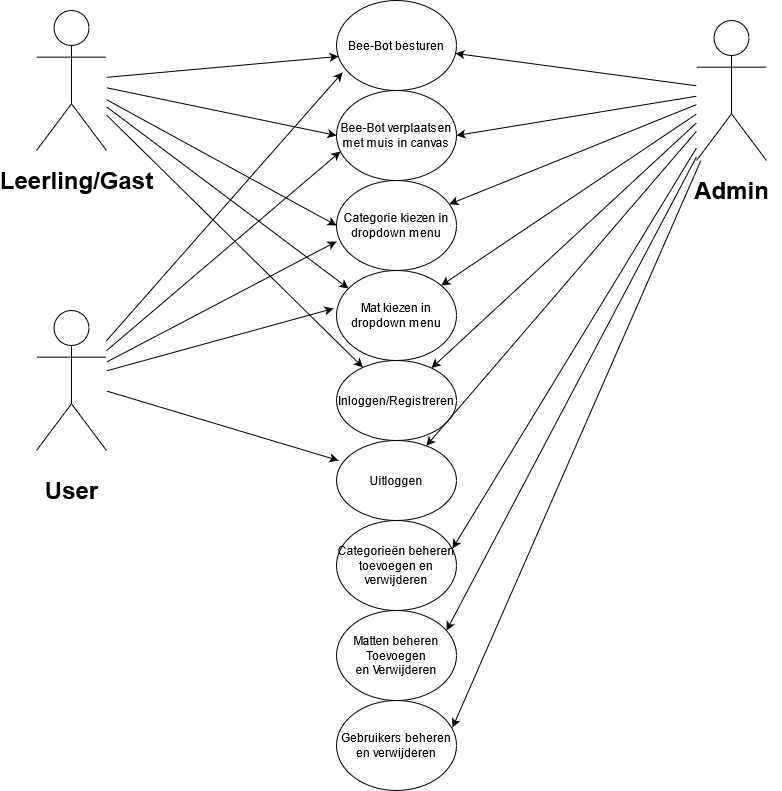 Bee-Bot besturen
Bee-Bot verplaatsen
met muis in canvas
Leerling/Gast
Admin
Categorie kiezen in
dropdown menu
Mat kiezen in
dropdown menu
Inloggen/Registreren
User
Uitloggen
Categorieën beheren
toevoegen en
verwijderen
Matten beheren
Toevoegen
en Verwijderen
Gebruikers beheren
en verwijderen